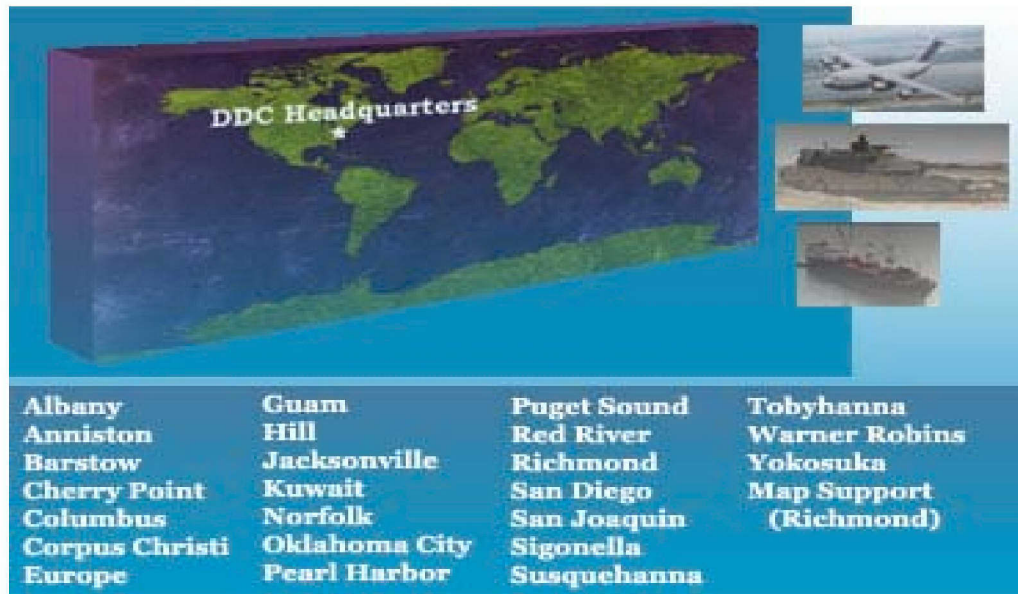 DDC Headquarters
*
Albany
Anniston
Barstow
Cherry Point
Columbus
Corpus Christi
Europe
Guam
Hill
Jacksonville
Kuwait
Norfolk
Oklahoma City
Pearl Harbor
Puget Sound
Red River
Richmond
San Diego
San Joaquin
Sigonella
Susquehanna
Tobyhanna
Warner Robins
Yokosuka
Map Support
(Richmond)